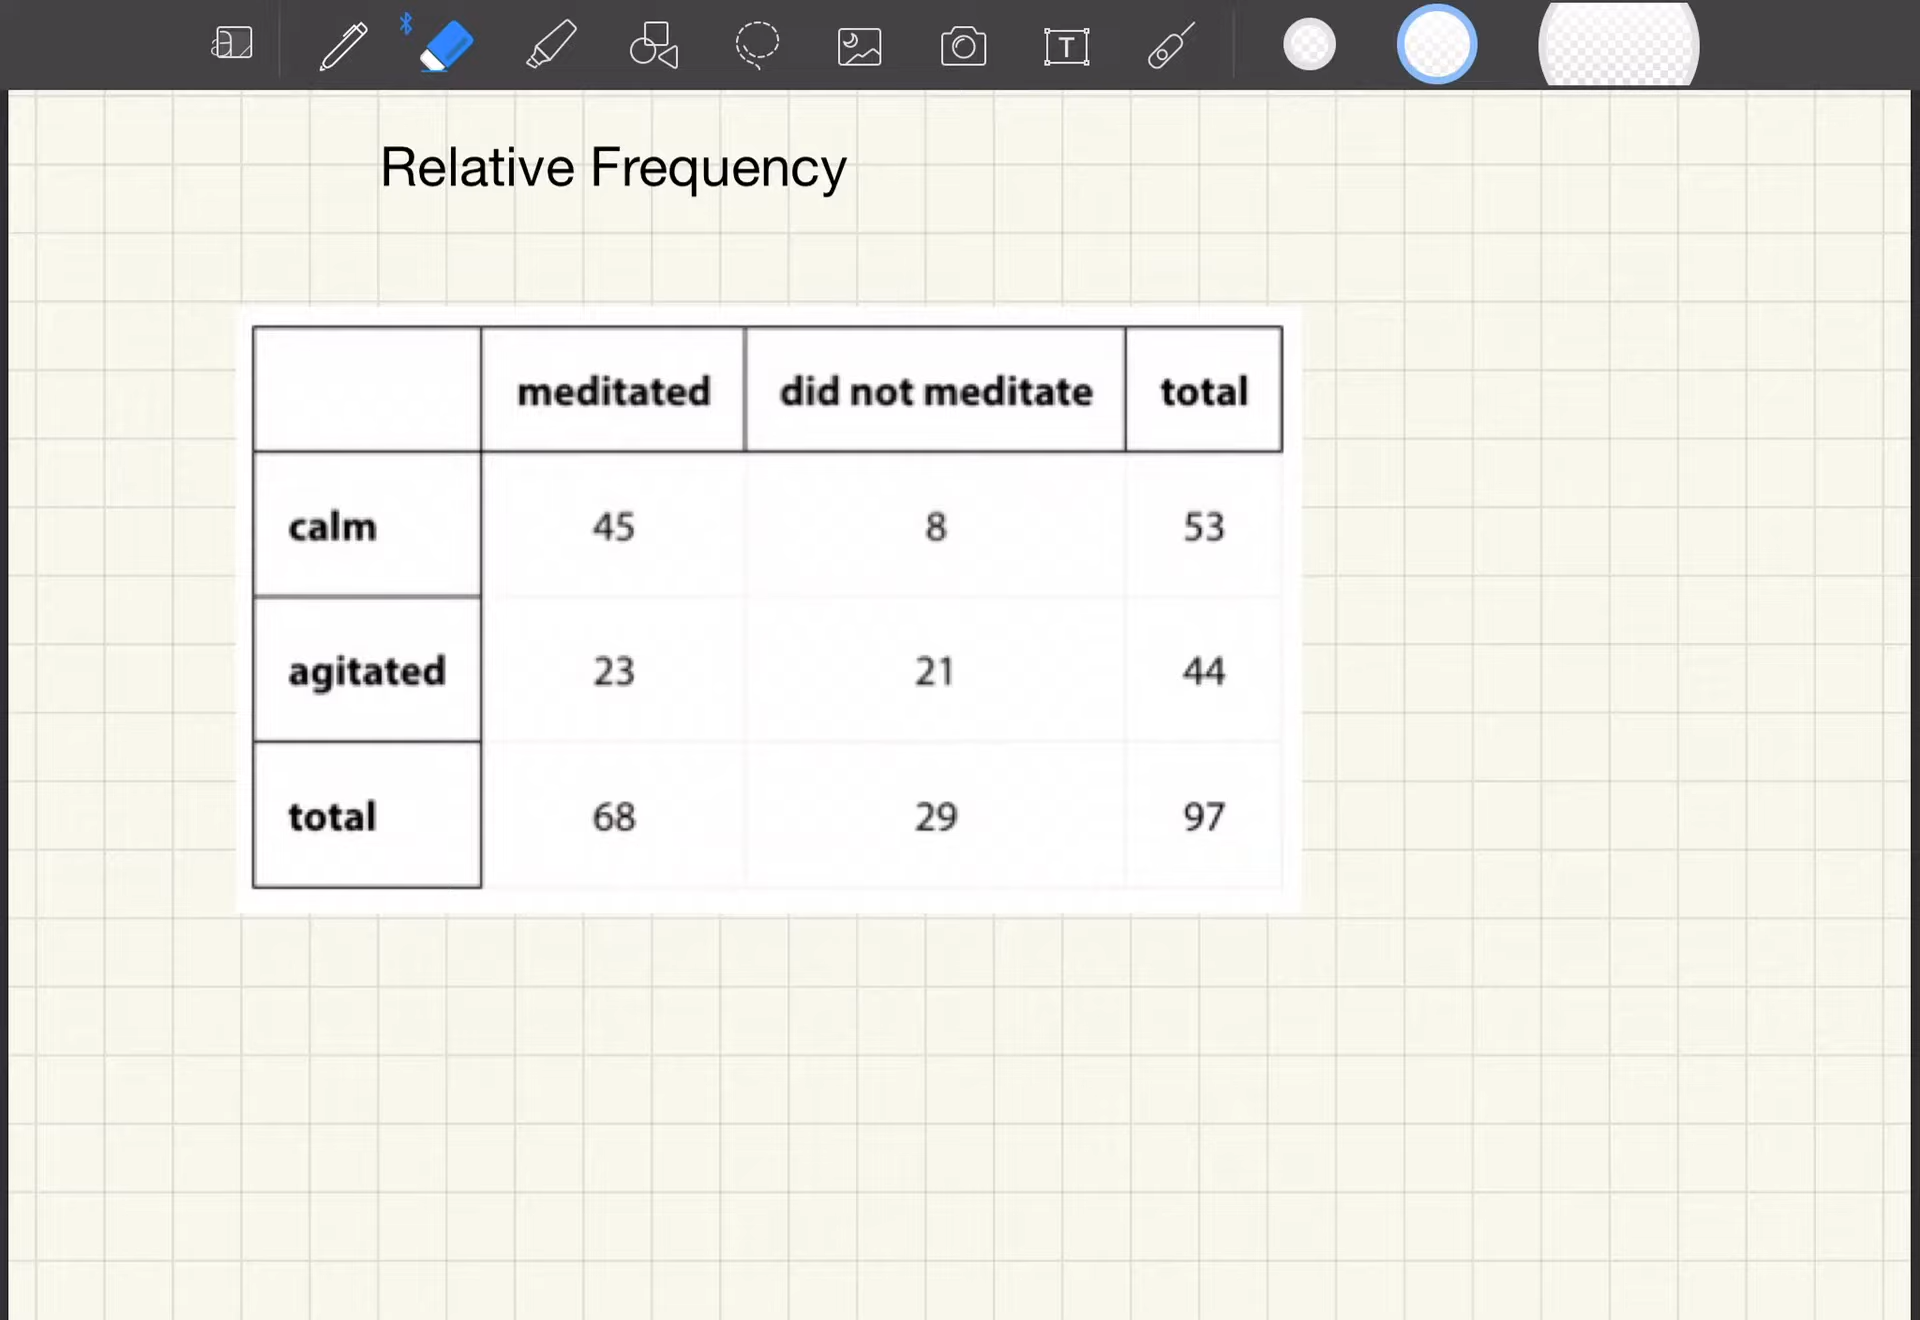 Relative Frequency
meditated did not meditate total
calm 45 8 53
agitated 23 21 44
total 68 29 97